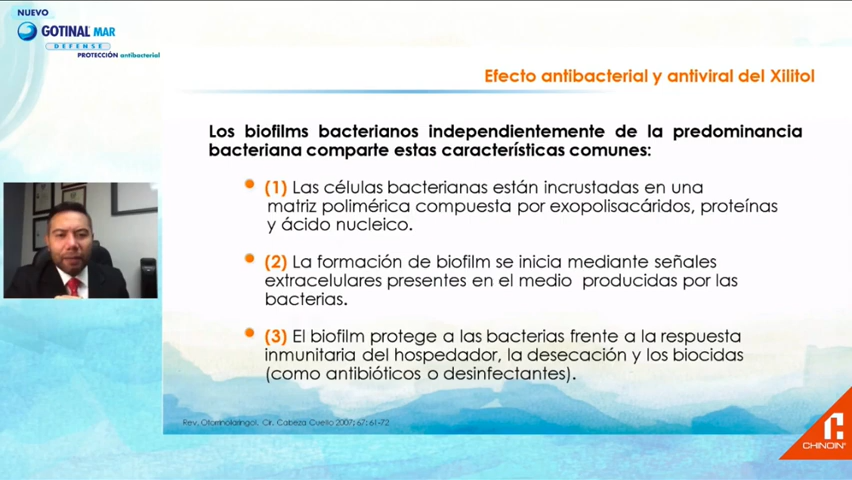 NUEVO
GOTINAL MAR
DEFENSE
PROTECCIÓN antibacterial
Efecto antibacterial y antiviral del Xilitol
Los biofilms bacterianos independientemente de la predominancia
bacteriana comparte estas características comunes:
(1) Las células bacterianas están incrustadas en una
matriz polimérica compuesta por exopolisacáridos, proteínas
y ácido nucleico.
(2) La formación de biofilm se inicia mediante señales
extracelulares presentes en el medio producidas por las
bacterias.
(3) El biofilm protege a las bacterias frente a la respuesta
inmunitaria del hospedador, la desecación y los biocidas
(como antibióticos o desinfectantes).
Rev. Otorrinolaringol. Cir. Cabeza Cuello 2007; 67: 61-72
CHINOIN